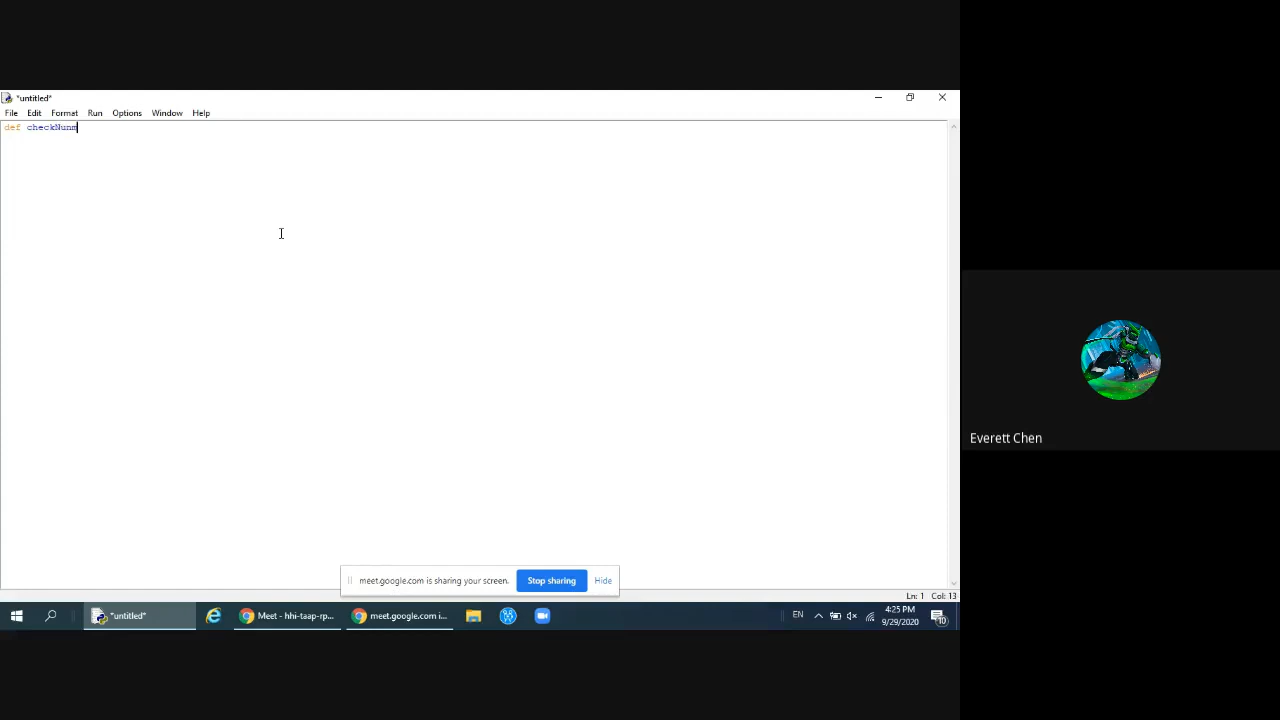 *untitled*
File Edit Format Run Options Window Help
def checkNunm
Everett Chen
meet.google.com is sharing your screen. Stop sharing Hide
Ln: 1 Col: 13
*untitled* Meet - hhi-taap-rp... meet.google.com i... EN 4:25 PM
9/29/2020 10